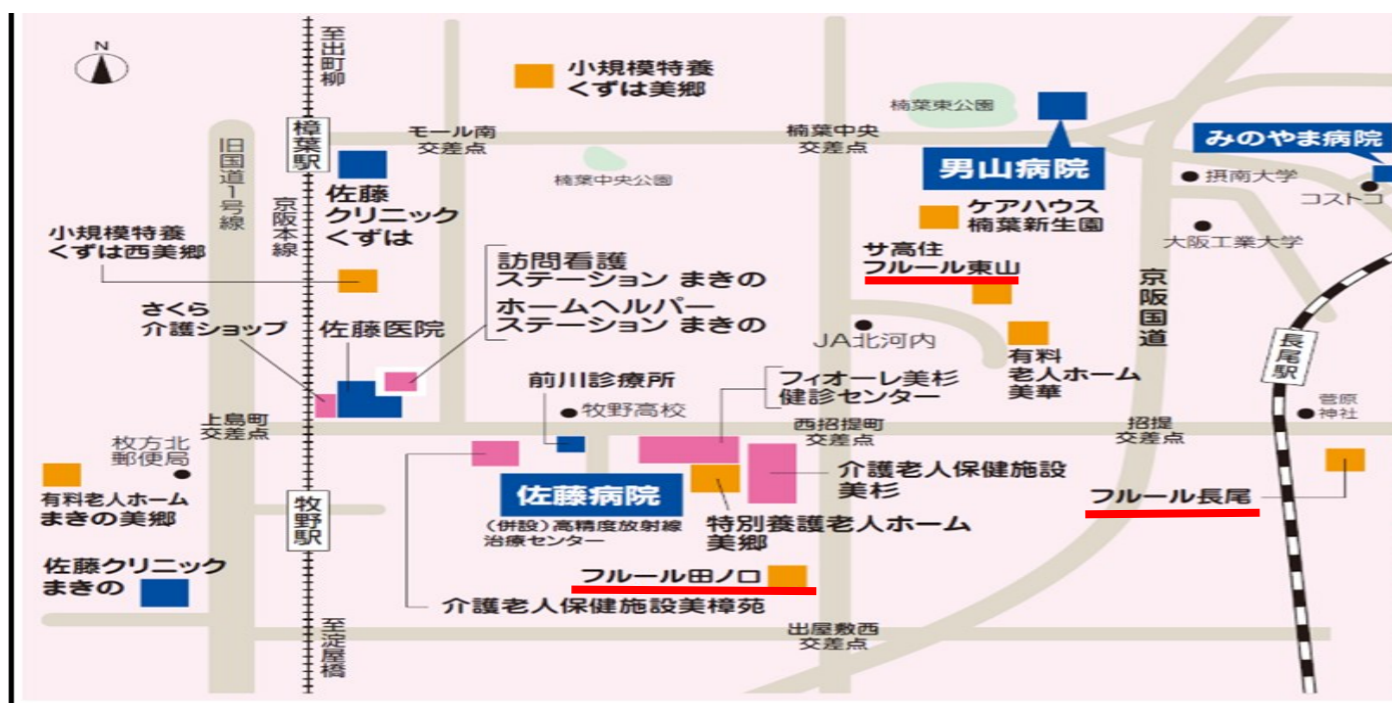 N
至出町柳
小規模特養
くずは美郷
楠葉東公園
樟葉駅
モール南
交差点
楠葉中央
交差点
男山病院
みのやま病院
旧国道1号線
京阪本線
佐藤
クリニック
くずは
楠葉中央公園
摂南大学
コストコ
ケアハウス
楠葉新生園
大阪工業大学
小規模特養
くずは西美郷
訪問看護
ステーション まきの
ホームヘルパー
ステーション まきの
サ高住
フルール東山
京阪国道
さくら
介護ショップ
佐藤医院
JA北河内
有料
老人ホーム
美華
長尾駅
前川診療所
牧野高校
フィオーレ美杉
健診センター
菅原
神社
上島町
交差点
西招提町
交差点
招提
交差点
枚方北
郵便局
有料老人ホーム
まきの美郷
牧野駅
佐藤病院
(併設)高精度放射線
治療センター
介護老人保健施設
美杉
特別養護老人ホーム
美郷
フルール長尾
佐藤クリニック
まきの
フルール田ノ口
介護老人保健施設美樟苑
至淀屋橋
出屋敷西
交差点